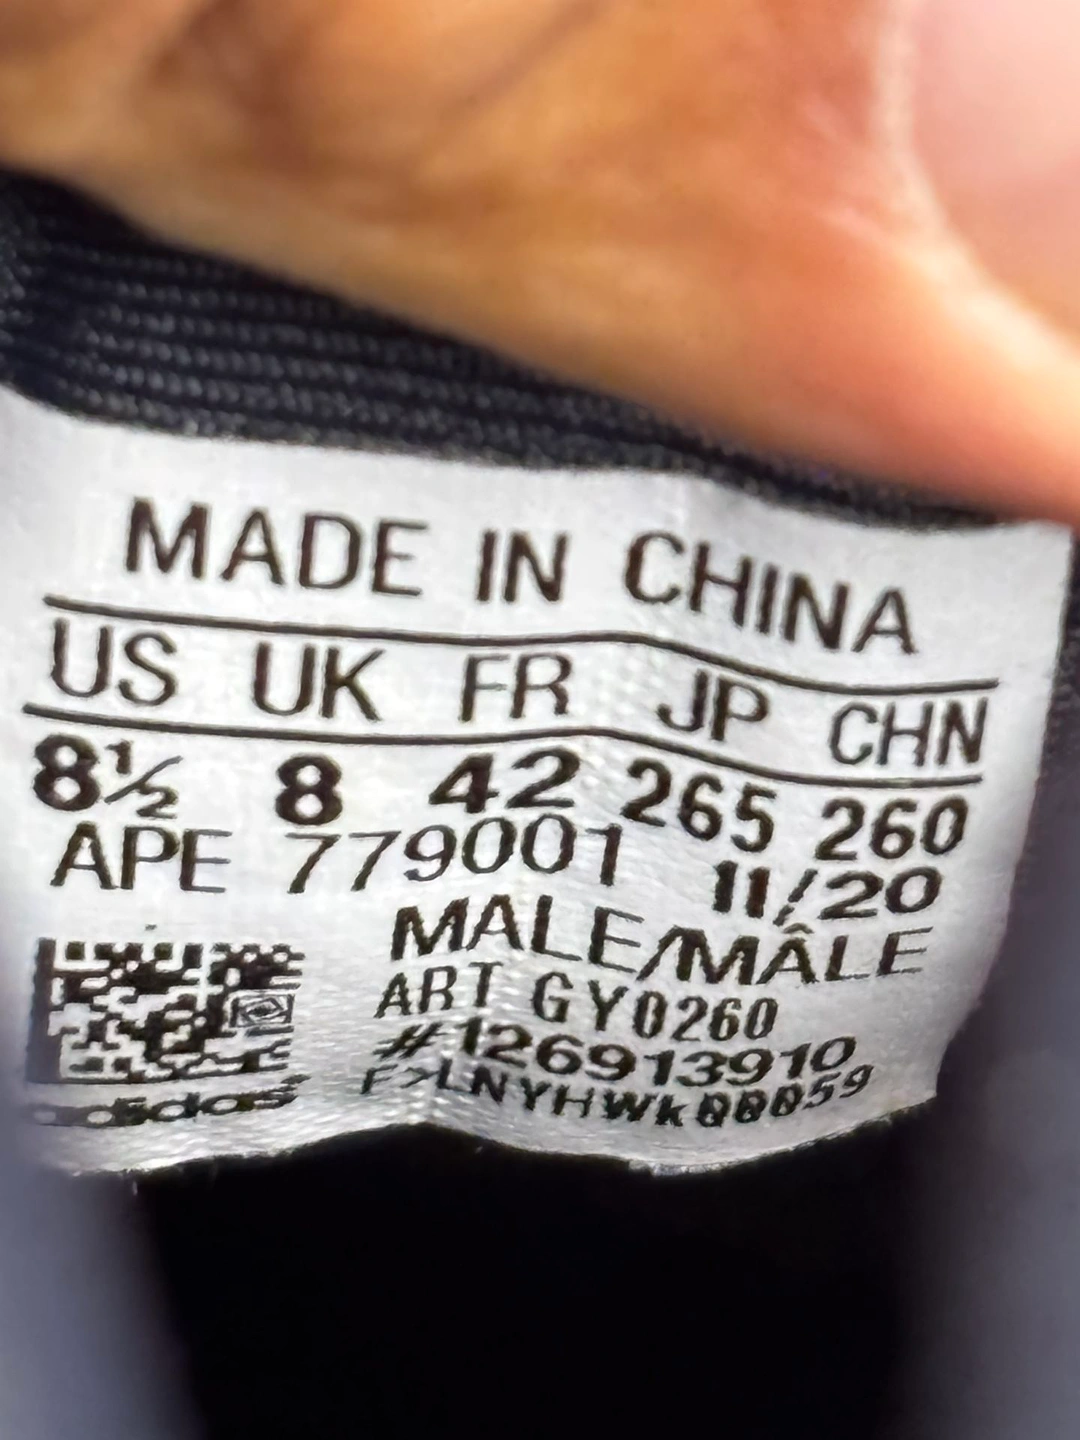 MADE IN CHINA
US UK FR JP CHN
8½ 8 42 265 260
APE 779001 11/20
MALE/MÂLE
ART GY0260
#126913910
F>LNYHWk00059
adidas